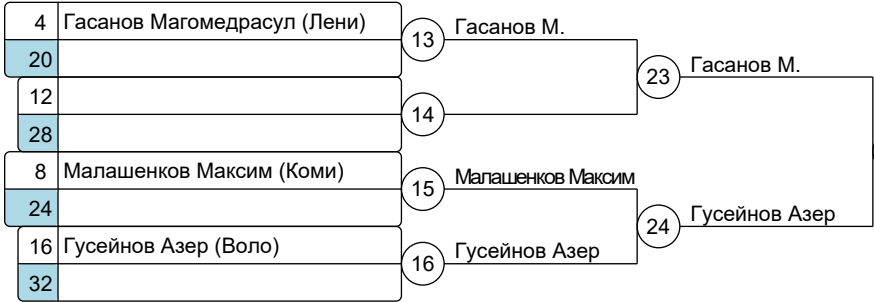 4 Гасанов Магомедрасул (Лени)
20
13 Гасанов М.
12
28
14
23 Гасанов М.
8 Малашенков Максим (Коми)
24
15 Малашенков Максим
16 Гусейнов Азер (Воло)
32
16 Гусейнов Азер
24 Гусейнов Азер